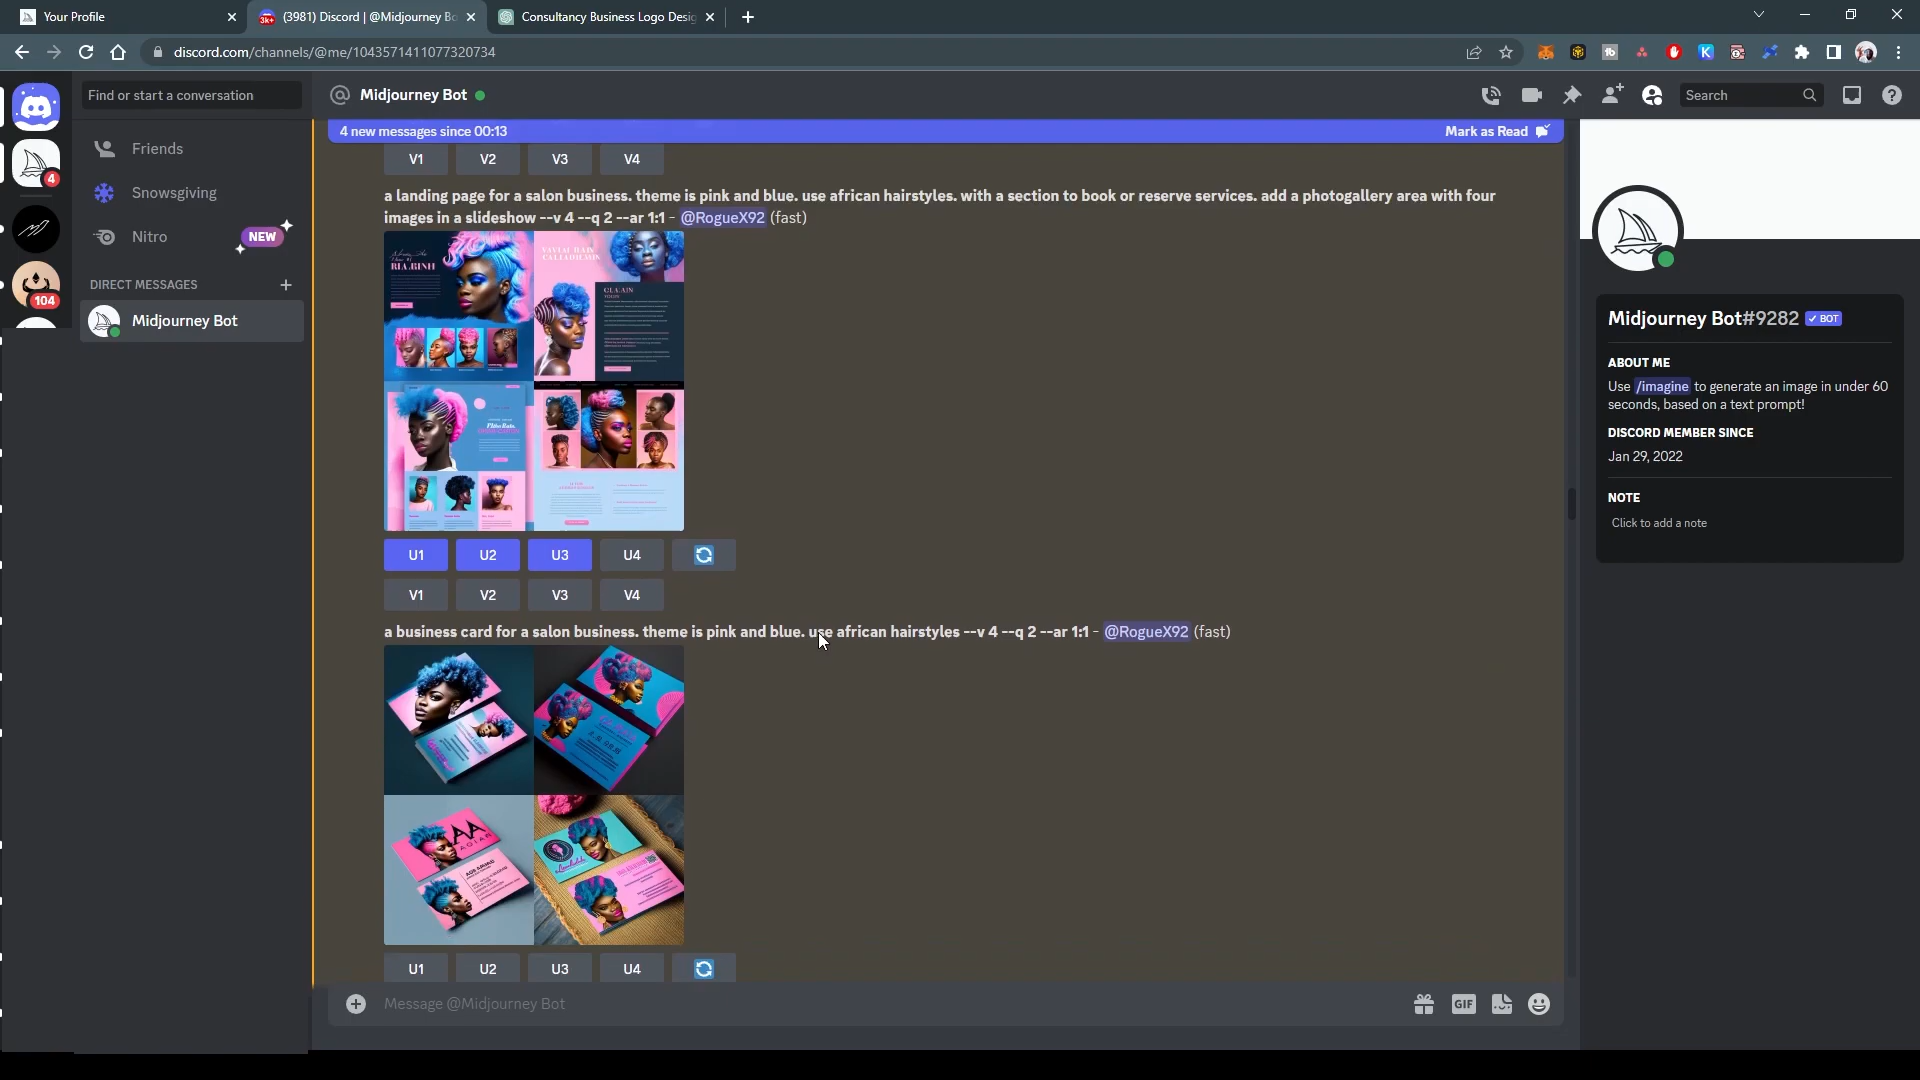 Your Profile
(3981) Discord | @Midjourney Bo
Consultancy Business Logo Desig
discord.com/channels/@me/1043571411077320734
Find or start a conversation
Midjourney Bot
Search
4 new messages since 00:13
Mark as Read
Friends
Snowsgiving
Nitro
NEW
DIRECT MESSAGES
Midjourney Bot
4
104
V1 V2 V3 V4
a landing page for a salon business. theme is pink and blue. use african hairstyles. with a section to book or reserve services. add a photogallery area with four
images in a slideshow --v 4 --q 2 --ar 1:1 - @RogueX92 (fast)
U1 U2 U3 U4
V1 V2 V3 V4
a business card for a salon business. theme is pink and blue. use african hairstyles --v 4 --q 2 --ar 1:1 - @RogueX92 (fast)
U1 U2 U3 U4
Message @Midjourney Bot
GIF
Midjourney Bot#9282 BOT
ABOUT ME
Use /imagine to generate an image in under 60
seconds, based on a text prompt!
DISCORD MEMBER SINCE
Jan 29, 2022
NOTE
Click to add a note